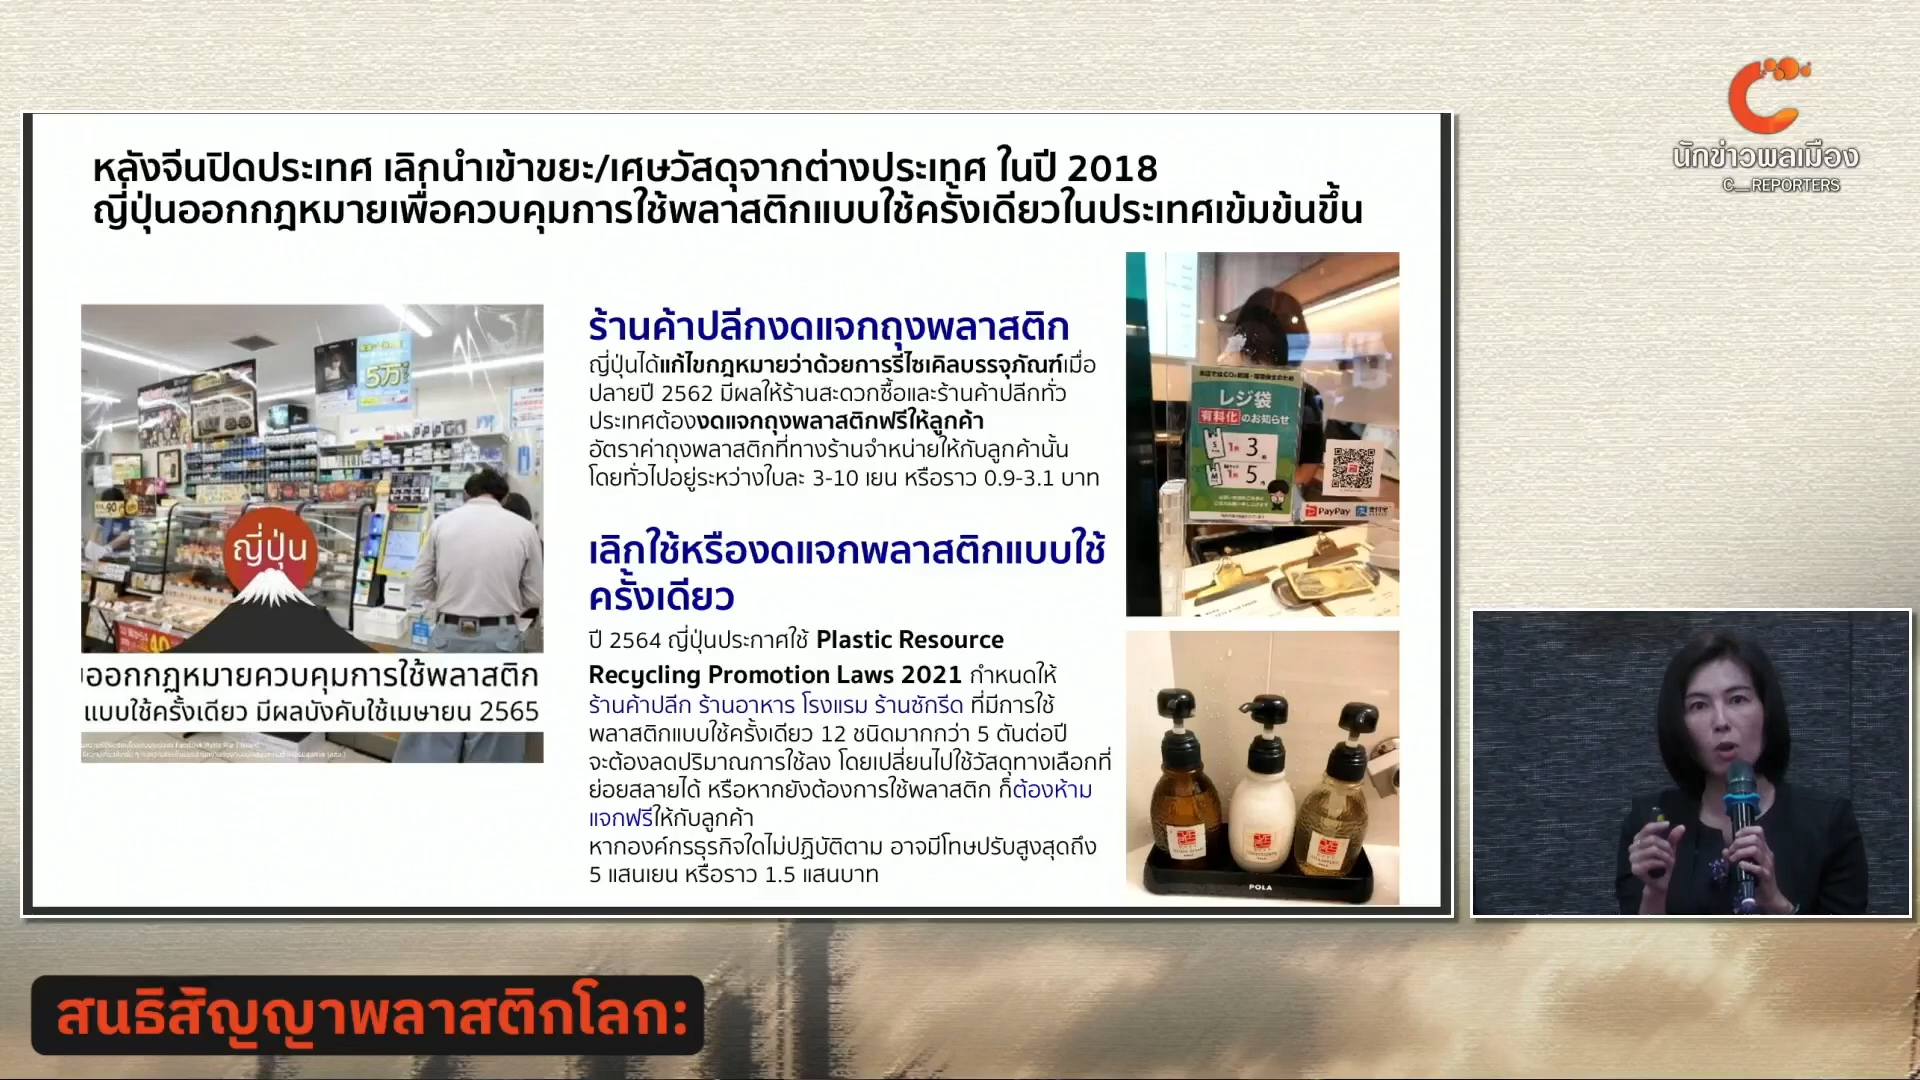 นักข่าวพลเมือง
C__REPORTERS
หลังจีนปิดประเทศ เลิกนำเข้าขยะ/เศษวัสดุจากต่างประเทศ ในปี 2018
ญี่ปุ่นออกกฎหมายเพื่อควบคุมการใช้พลาสติกแบบใช้ครั้งเดียวในประเทศเข้มข้นขึ้น
5万
ญี่ปุ่น
ออกกฎหมายควบคุมการใช้พลาสติก
แบบใช้ครั้งเดียว มีผลบังคับใช้เมษายน 2565
ร้านค้าปลีกงดแจกถุงพลาสติก
ญี่ปุ่นได้แก้ไขกฎหมายว่าด้วยการรีไซเคิลบรรจุภัณฑ์เมื่อ
ปลายปี 2562 มีผลให้ร้านสะดวกซื้อและร้านค้าปลีกทั่ว
ประเทศต้องงดแจกถุงพลาสติกฟรีให้ลูกค้า
อัตราค่าถุงพลาสติกที่ทางร้านจำหน่ายให้กับลูกค้านั้น
โดยทั่วไปอยู่ระหว่างใบละ 3-10 เยน หรือราว 0.9-3.1 บาท
เลิกใช้หรืองดแจกพลาสติกแบบใช้
ครั้งเดียว
ปี 2564 ญี่ปุ่นประกาศใช้ Plastic Resource
Recycling Promotion Laws 2021 กำหนดให้
ร้านค้าปลีก ร้านอาหาร โรงแรม ร้านซักรีด ที่มีการใช้
พลาสติกแบบใช้ครั้งเดียว 12 ชนิดมากกว่า 5 ตันต่อปี
จะต้องลดปริมาณการใช้ลง โดยเปลี่ยนไปใช้วัสดุทางเลือกที่
ย่อยสลายได้ หรือหากยังต้องการใช้พลาสติก ก็ต้องห้าม
แจกฟรีให้กับลูกค้า
หากองค์กรธุรกิจใดไม่ปฏิบัติตาม อาจมีโทษปรับสูงสุดถึง
5 แสนเยน หรือราว 1.5 แสนบาท
レジ袋
有料化のお知らせ
1枚 3
1枚 5
PayPay
POLA
สนธิสัญญาพลาสติกโลก: